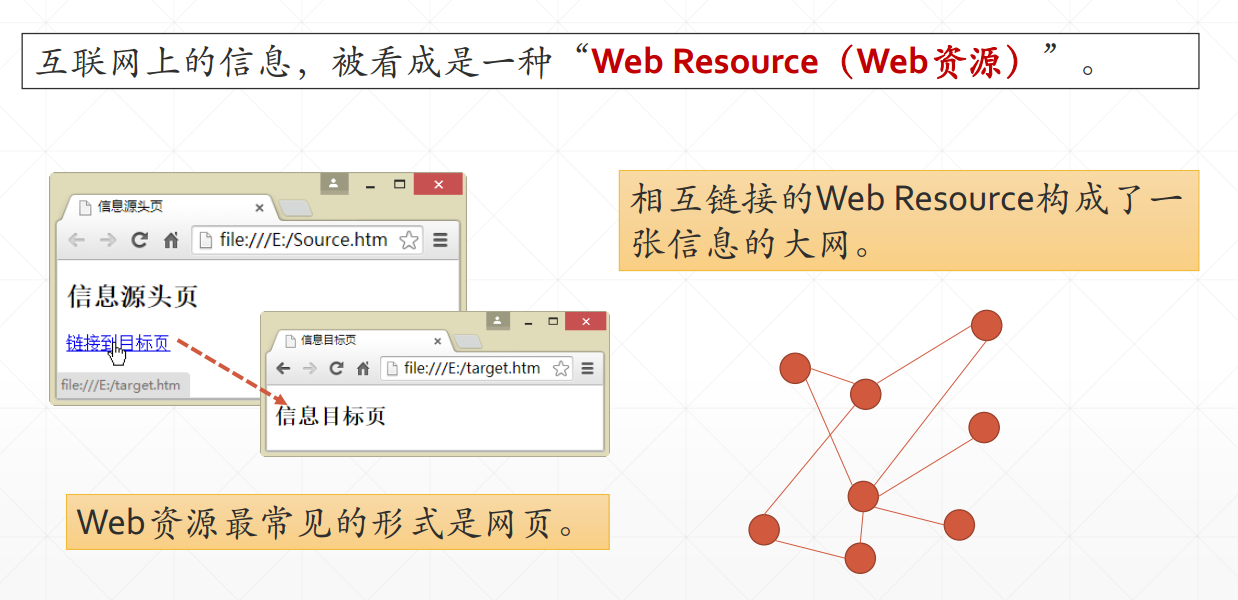 互联网上的信息，被看成是一种“Web Resource（Web资源）”。
信息源头页
file:///E:/Source.htm
信息源头页
链接到目标页
file:///E:/target.htm
信息目标页
file:///E:/target.htm
信息目标页
Web资源最常见的形式是网页。
相互链接的Web Resource构成了一
张信息的大网。